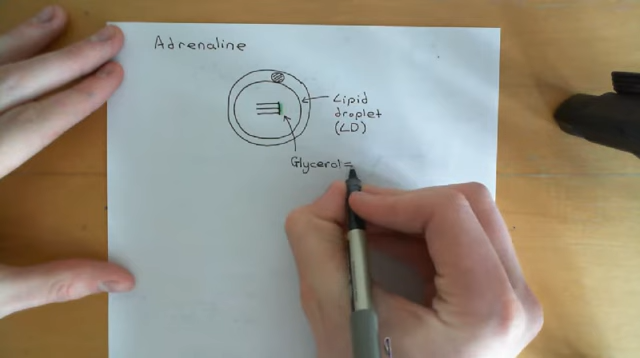 Adrenaline
Lipid
droplet
(LD)
Glycerol=